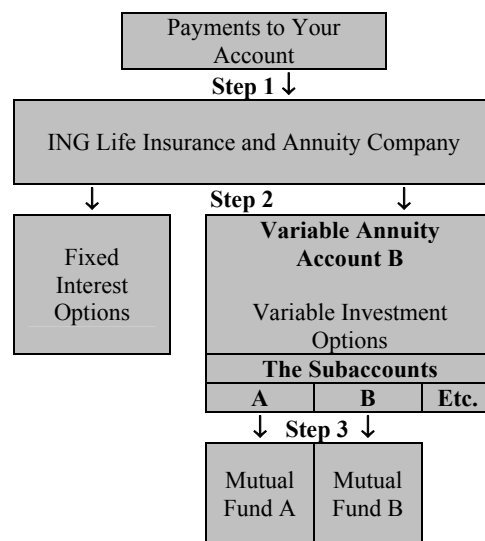 Payments to Your
Account
Step 1 ↓
ING Life Insurance and Annuity Company
↓ Step 2 ↓
Fixed
Interest
Options
Variable Annuity
Account B
Variable Investment
Options
The Subaccounts
A B Etc.
↓ Step 3 ↓
Mutual
Fund A
Mutual
Fund B